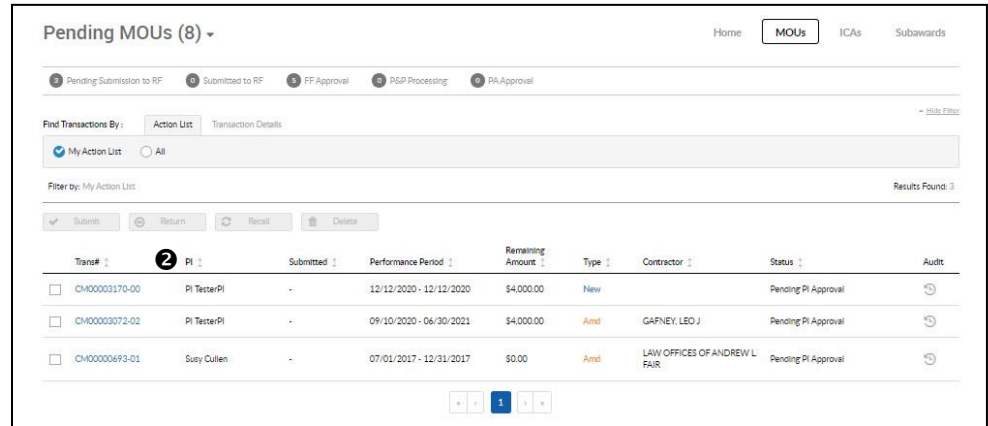 Pending MOUs (8)
Home MOUs ICAs Subawards
3 Pending Submission to RF 0 Submitted to RF 5 FF Approval 0 P&P Processing 0 PA Approval
Hide Filter
Find Transactions By : Action List Transaction Details
My Action List All
Filter by: My Action List Results Found: 3
Submit Return Recall Delete
Trans# 2 PI Submitted Performance Period Remaining Amount Type Contractor Status Audit
CM00003170-00 PI TesterPI - 12/12/2020 - 12/12/2020 $4,000.00 New Pending PI Approval
CM00003072-02 PI TesterPI - 09/10/2020 - 06/30/2021 $4,000.00 Amd GAFNEY, LEO J Pending PI Approval
CM00000693-01 Susy Cullen - 07/01/2017 - 12/31/2017 $0.00 Amd LAW OFFICES OF ANDREW L FAIR Pending PI Approval
« ‹ 1 › »